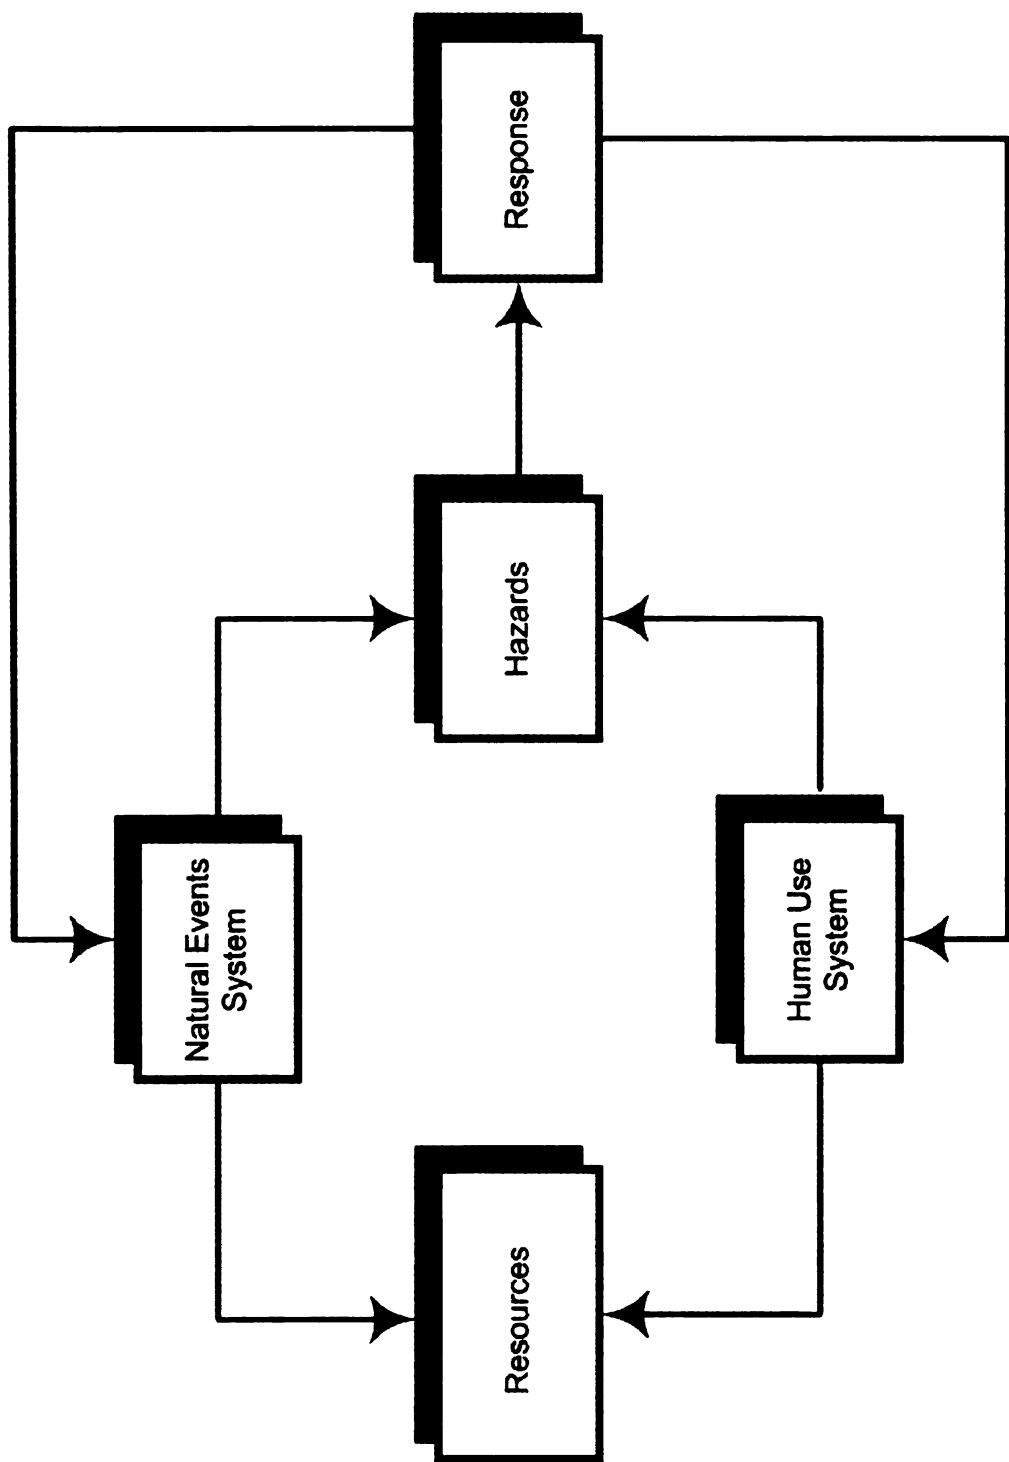 Natural Events
System
Resources
Hazards
Response
Human Use
System